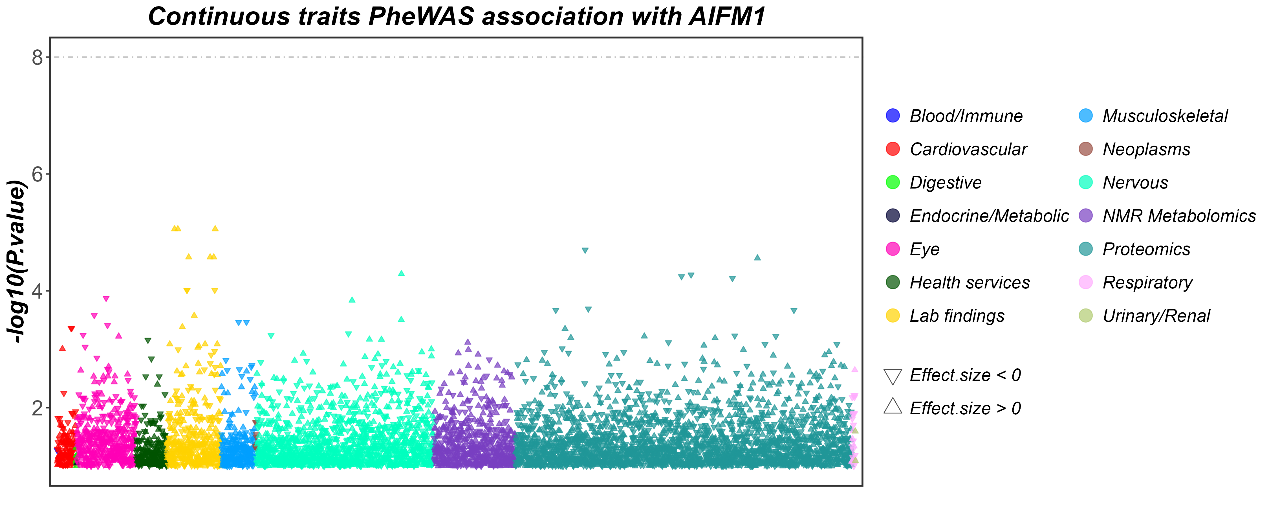 Continuous traits PheWAS association with AIFM1
-log10(P.value)
8
6
4
2
Blood/Immune
Cardiovascular
Digestive
Endocrine/Metabolic
Eye
Health services
Lab findings
Musculoskeletal
Neoplasms
Nervous
NMR Metabolomics
Proteomics
Respiratory
Urinary/Renal
Effect.size < 0
Effect.size > 0